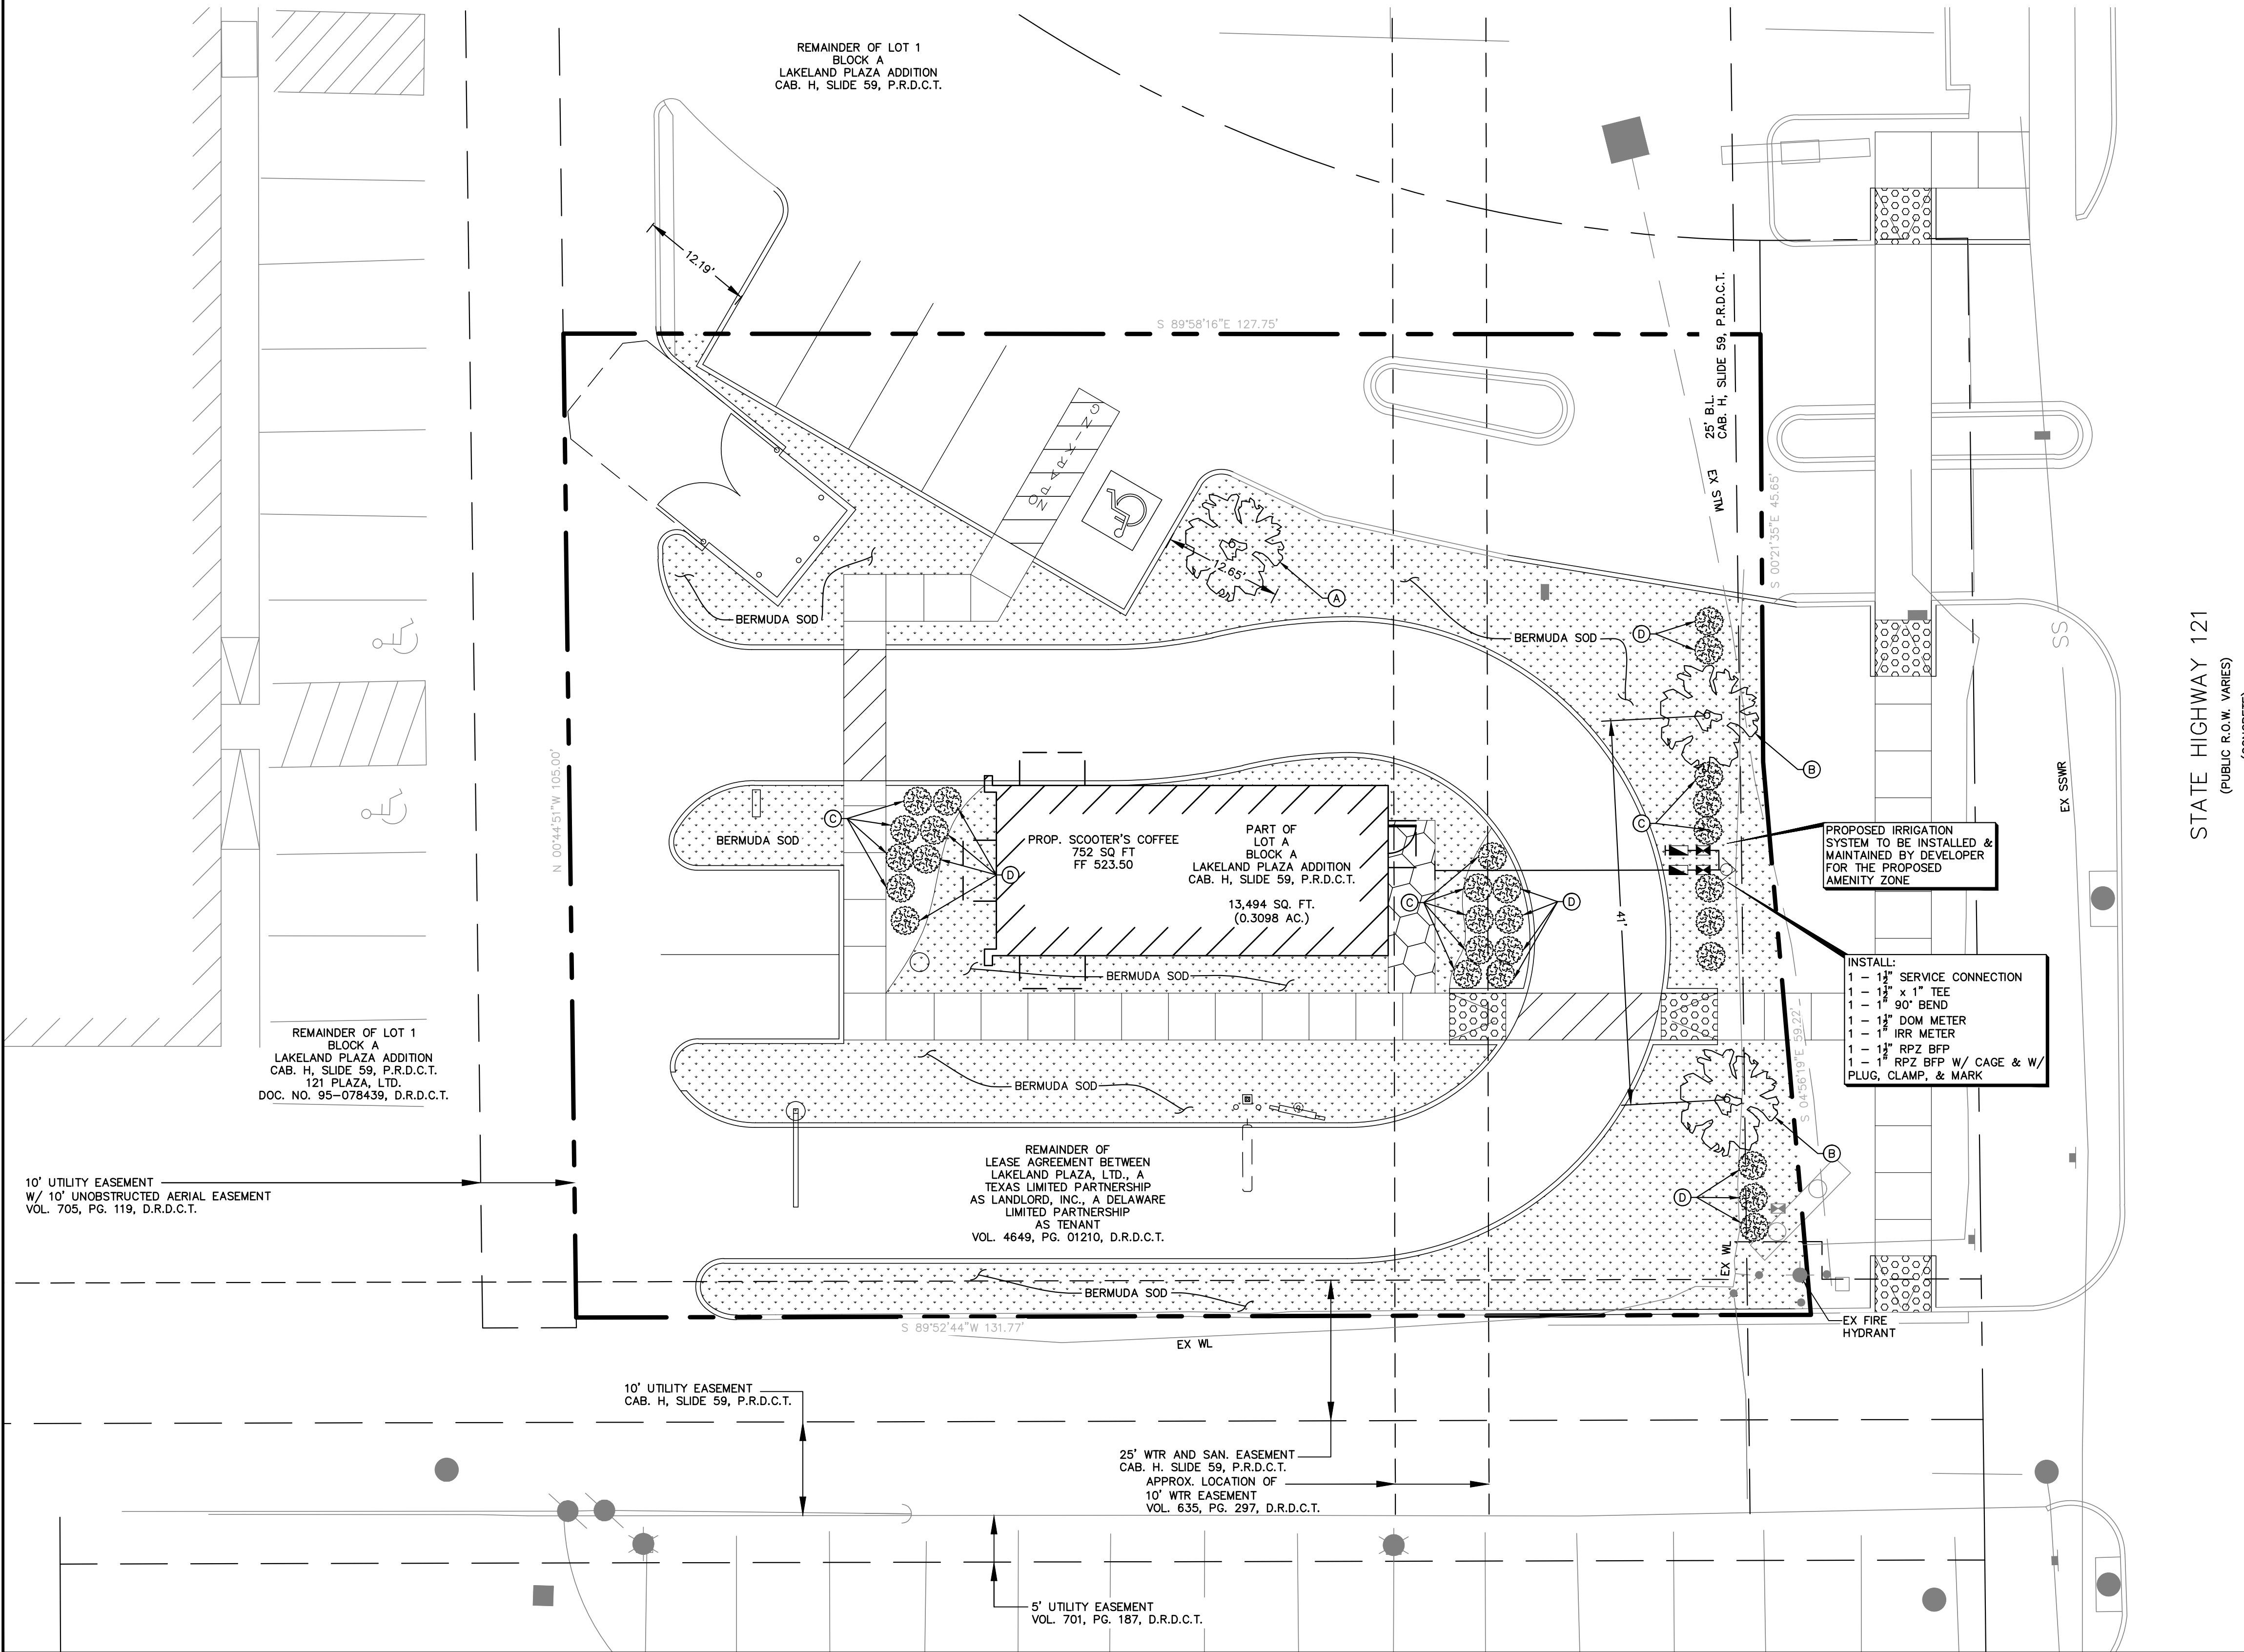 REMAINDER OF LOT 1
BLOCK A
LAKELAND PLAZA ADDITION
CAB. H, SLIDE 59, P.R.D.C.T.
12.19'
S 89°58'16"E 127.75'
25' B.L.
CAB. H, SLIDE 59, P.R.D.C.T.
EX STM
S 00°21'35"E 45.65'
NO PARKING
12.65'
A
BERMUDA SOD
BERMUDA SOD
D
B
SS
EX SSWR
STATE HIGHWAY 121
(PUBLIC R.O.W. VARIES)
N 00°44'51"W 105.00'
C
BERMUDA SOD
D
PROP. SCOOTER'S COFFEE
752 SQ FT
FF 523.50
PART OF
LOT A
BLOCK A
LAKELAND PLAZA ADDITION
CAB. H, SLIDE 59, P.R.D.C.T.
13,494 SQ. FT.
(0.3098 AC.)
C
D
C
41'
PROPOSED IRRIGATION
SYSTEM TO BE INSTALLED &
MAINTAINED BY DEVELOPER
FOR THE PROPOSED
AMENITY ZONE
BERMUDA SOD
INSTALL:
1 – 1½" SERVICE CONNECTION
1 – 1½" x 1" TEE
1 – 1" 90° BEND
1 – 1½" DOM METER
1 – 1" IRR METER
1 – 1½" RPZ BFP
1 – 1" RPZ BFP W/ CAGE & W/
PLUG, CLAMP, & MARK
S 04°56'19"E 59.22'
REMAINDER OF LOT 1
BLOCK A
LAKELAND PLAZA ADDITION
CAB. H, SLIDE 59, P.R.D.C.T.
121 PLAZA, LTD.
DOC. NO. 95–078439, D.R.D.C.T.
BERMUDA SOD
B
D
10' UTILITY EASEMENT
W/ 10' UNOBSTRUCTED AERIAL EASEMENT
VOL. 705, PG. 119, D.R.D.C.T.
REMAINDER OF
LEASE AGREEMENT BETWEEN
LAKELAND PLAZA, LTD., A
TEXAS LIMITED PARTNERSHIP
AS LANDLORD, INC., A DELAWARE
LIMITED PARTNERSHIP
AS TENANT
VOL. 4649, PG. 01210, D.R.D.C.T.
EX WL
BERMUDA SOD
EX FIRE
HYDRANT
S 89°52'44"W 131.77'
EX WL
10' UTILITY EASEMENT
CAB. H, SLIDE 59, P.R.D.C.T.
25' WTR AND SAN. EASEMENT
CAB. H. SLIDE 59, P.R.D.C.T.
APPROX. LOCATION OF
10' WTR EASEMENT
VOL. 635, PG. 297, D.R.D.C.T.
5' UTILITY EASEMENT
VOL. 701, PG. 187, D.R.D.C.T.